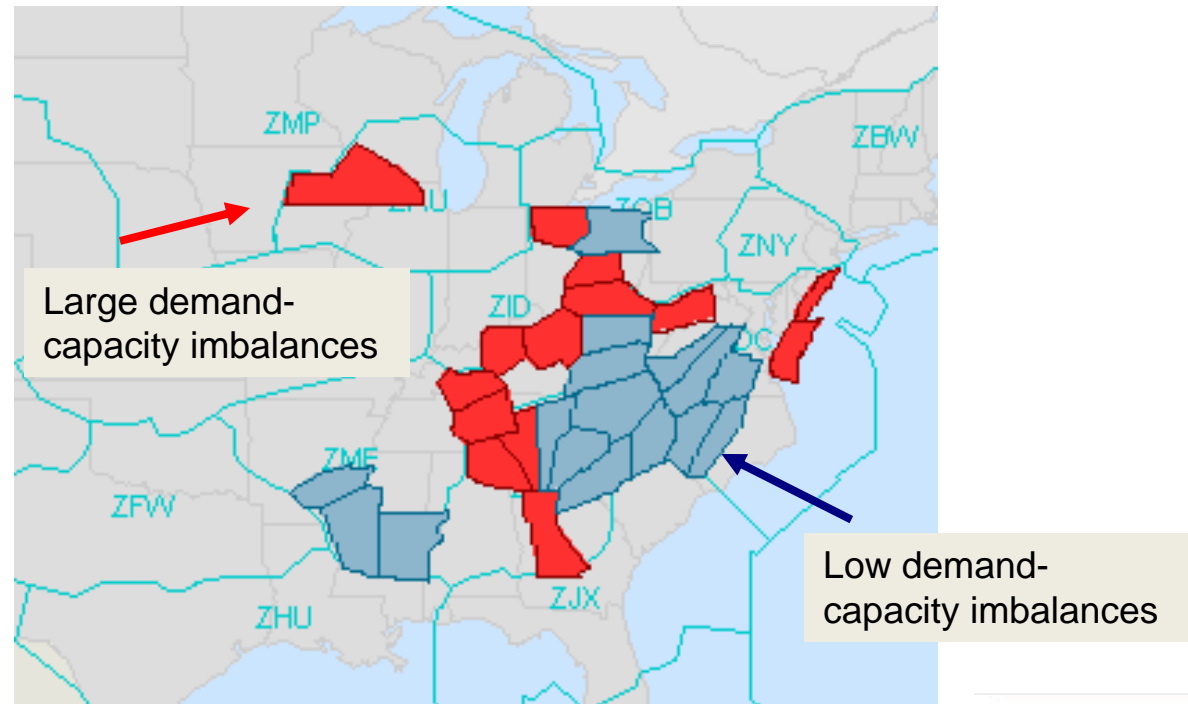 ZMP
ZBW
ZAU
ZOB
ZNY
Large demand-
capacity imbalances
ZID
DC
ZME
ZFW
Low demand-
capacity imbalances
ZJX
ZHU